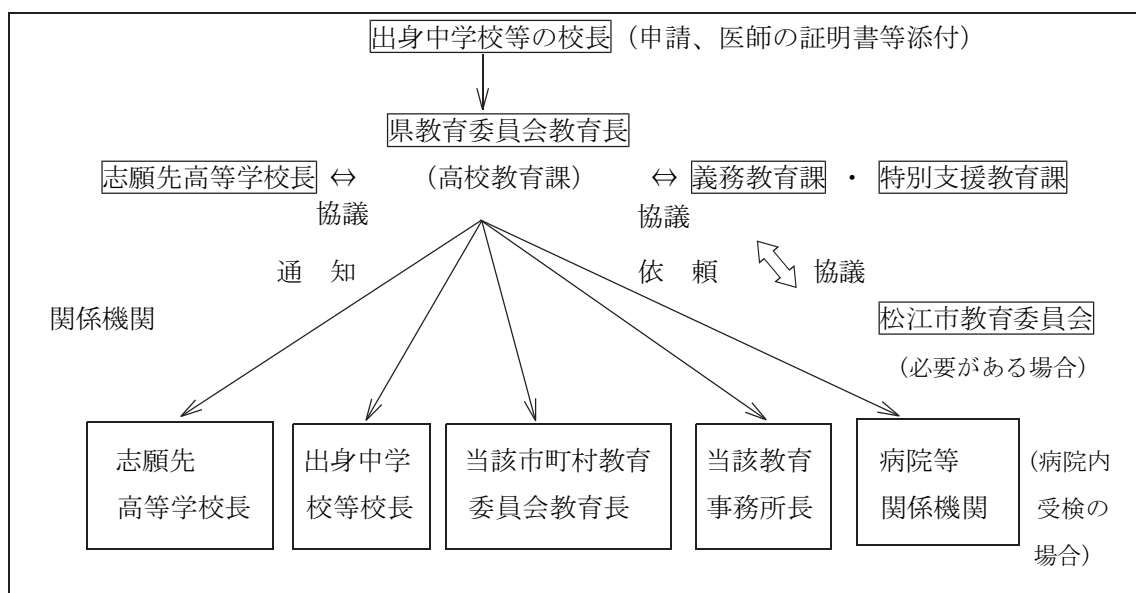 出身中学校等の校長（申請、医師の証明書等添付）
県教育委員会教育長
志願先高等学校長 ⇔ （高校教育課） ⇔ 義務教育課 ・ 特別支援教育課
協議 協議
通 知 依 頼 協議
関係機関 松江市教育委員会
（必要がある場合）
志願先
高等学校長
出身中学
校等校長
当該市町村教育
委員会教育長
当該教育
事務所長
病院等
関係機関
（病院内
受検の
場合）